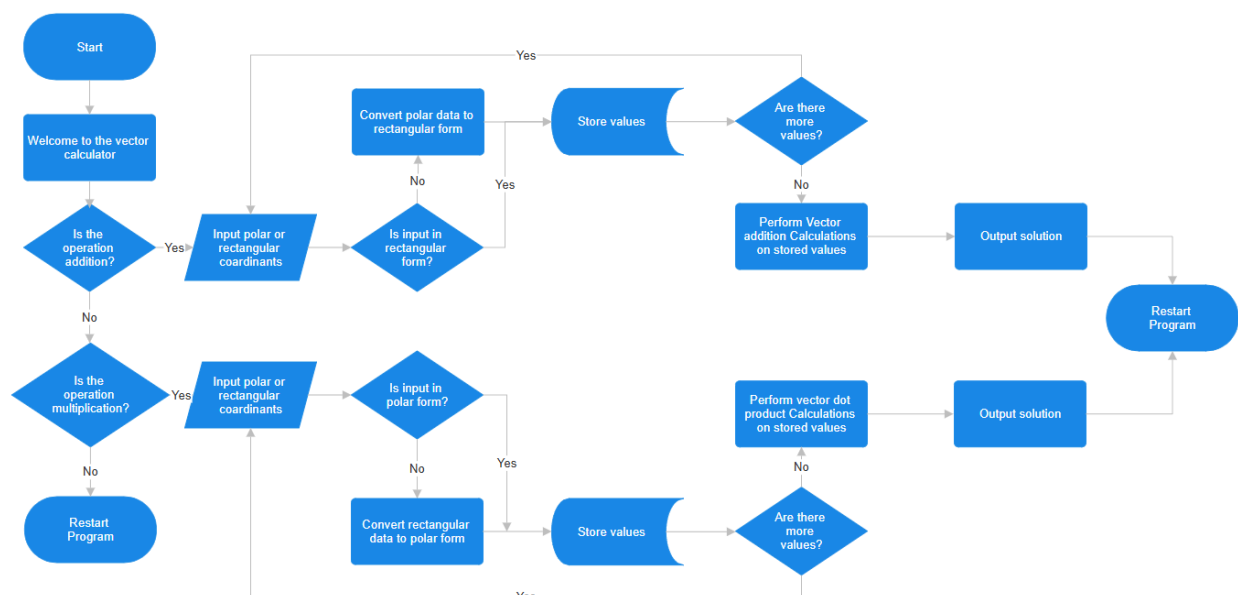 Start
Yes
Welcome to the vector
calculator
Convert polar data to
rectangular form
Store values
Are there
more
values?
No
Yes
No
Is the
operation
addition?
Yes
Input polar or
rectangular
coardinants
Is input in
rectangular
form?
Perform Vector
addition Calculations
on stored values
Output solution
No
Restart
Program
Is the
operation
multiplication?
Yes
Input polar or
rectangular
coardinants
Is input in
polar form?
Perform vector dot
product Calculations
on stored values
Output solution
No
No
Yes
No
Restart
Program
Convert rectangular
data to polar form
Store values
Are there
more
values?
Yes